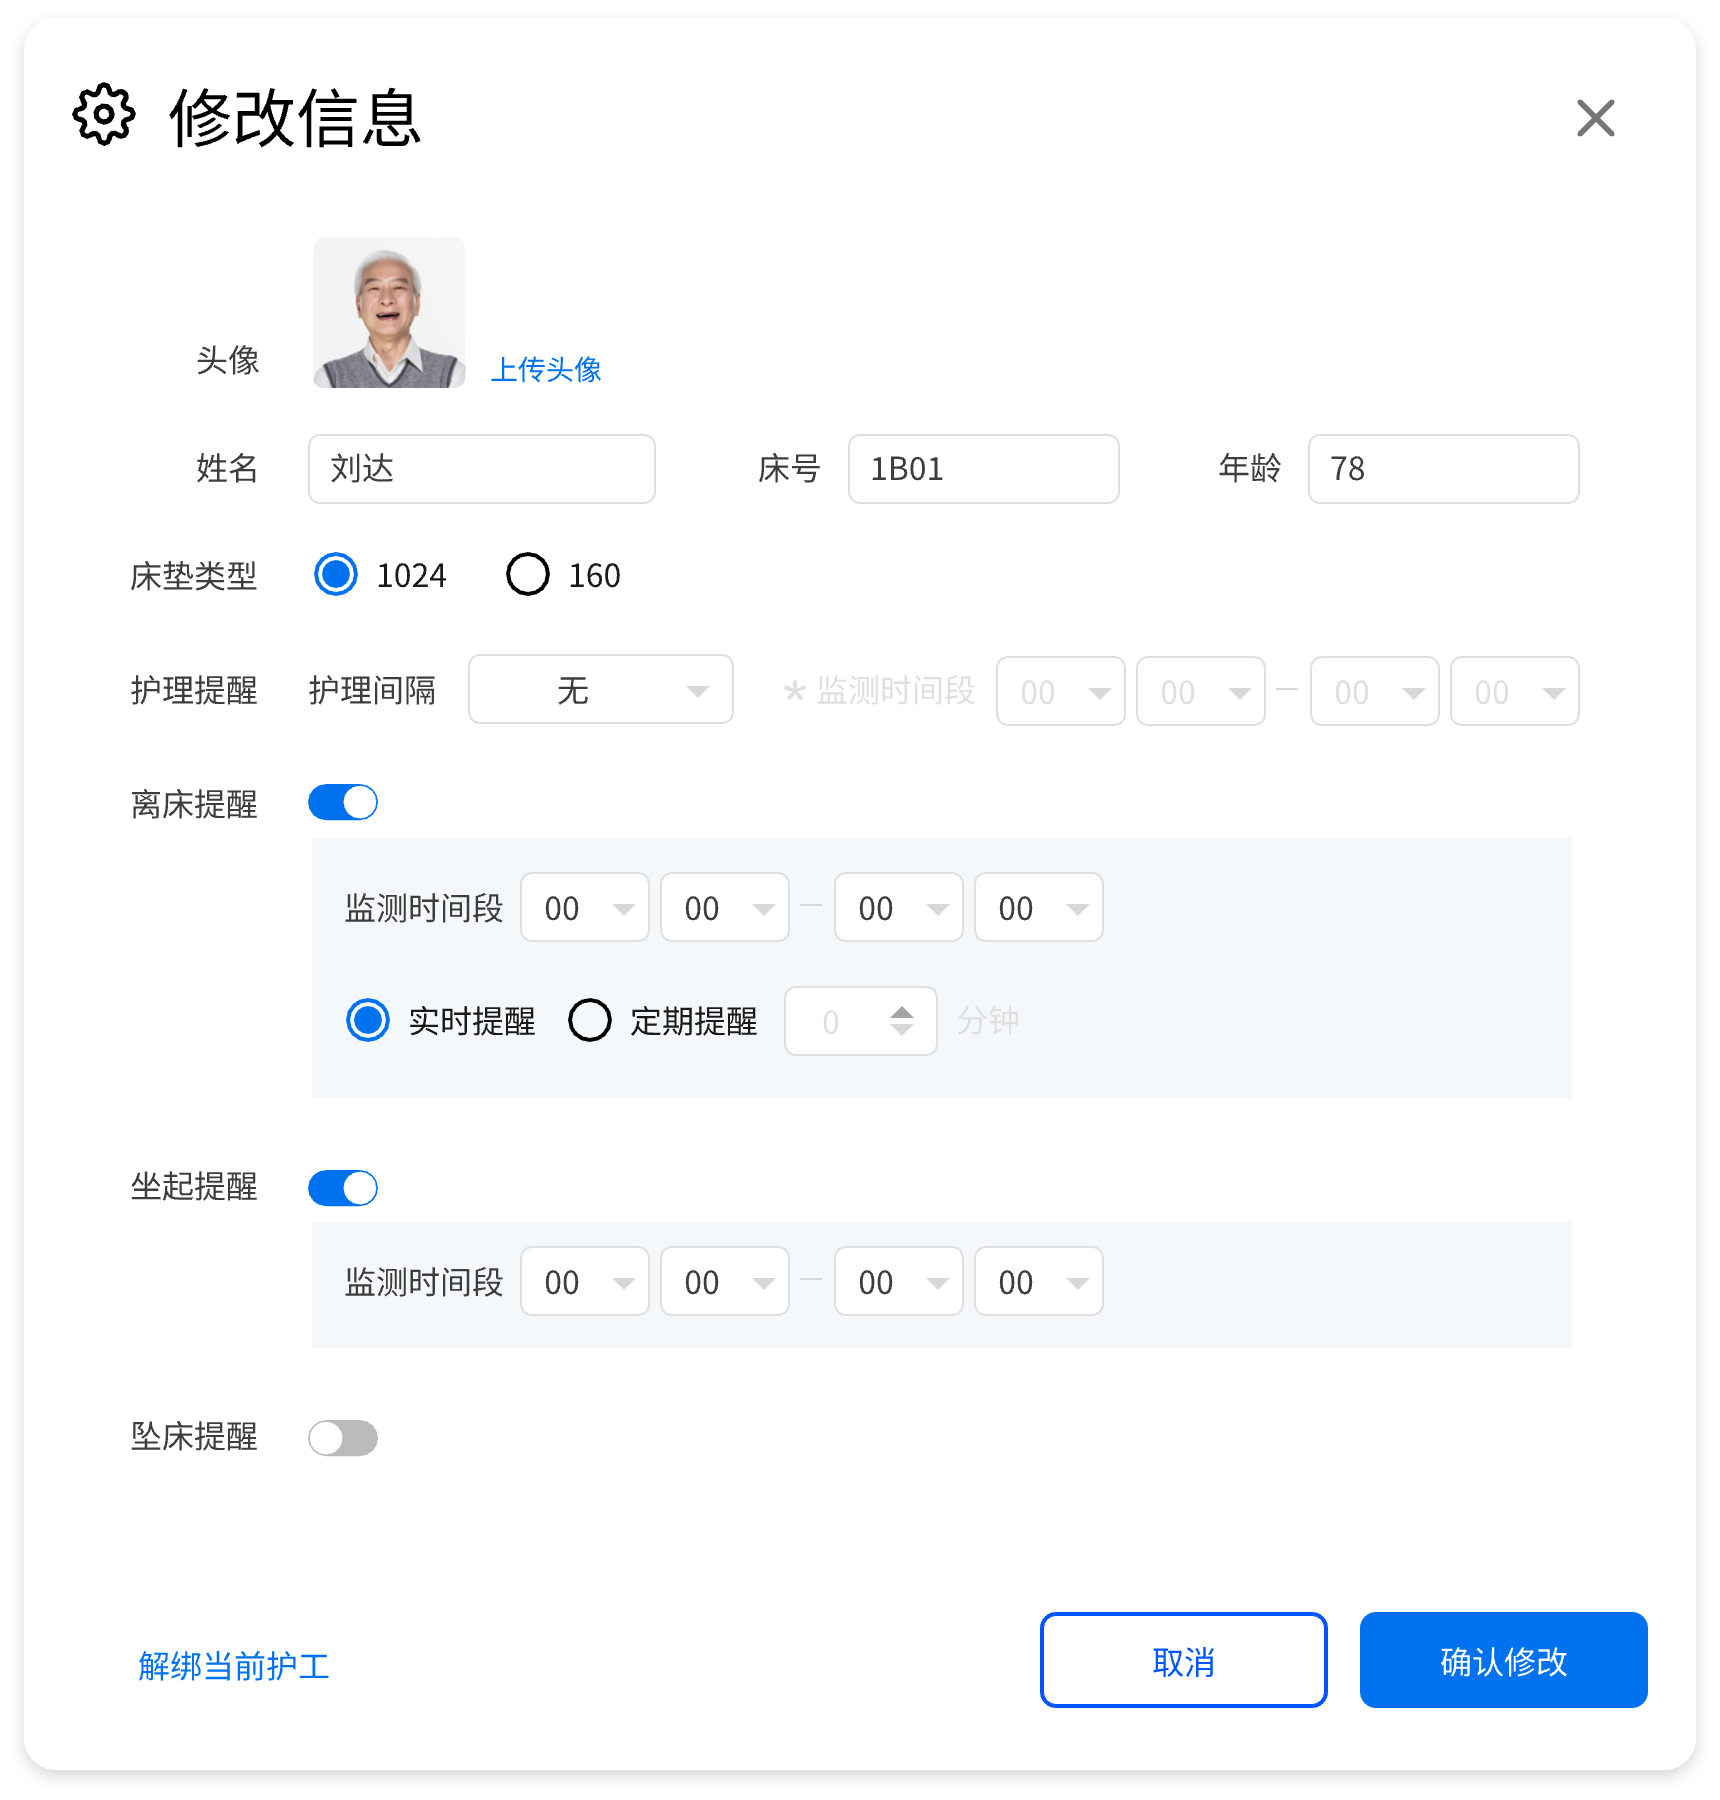 修改信息
头像 上传头像
姓名 刘达 床号 1B01 年龄 78
床垫类型 1024 160
护理提醒 护理间隔 无 * 监测时间段 00 00 — 00 00
离床提醒
监测时间段 00 00 — 00 00
实时提醒 定期提醒 0 分钟
坐起提醒
监测时间段 00 00 — 00 00
坠床提醒
解绑当前护工 取消 确认修改